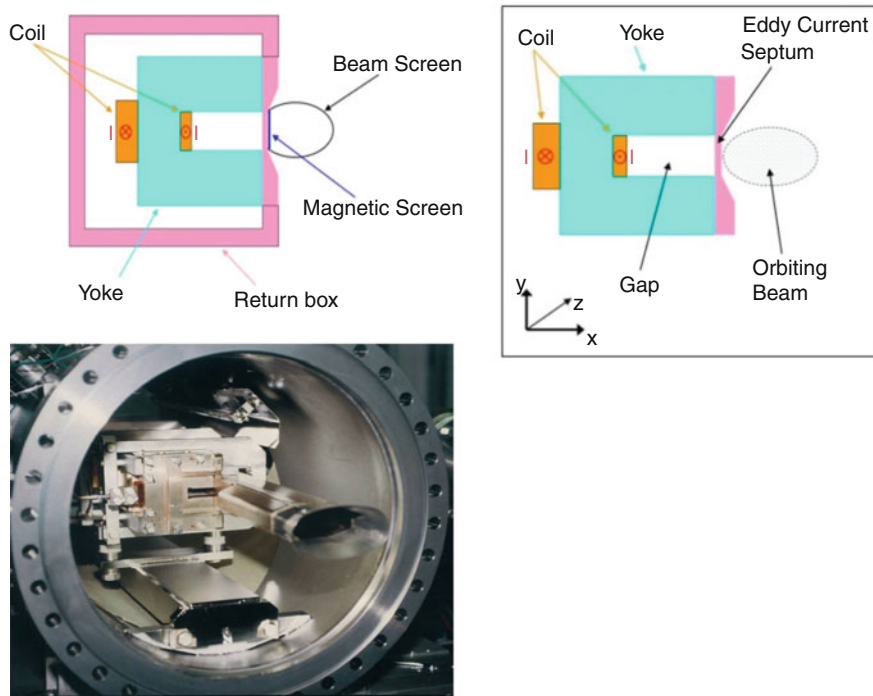 Coil
Beam Screen
I
I
Magnetic Screen
Yoke
Return box
Coil
Yoke
Eddy Current
Septum
I
I
Gap
Orbiting
Beam
y
z
x